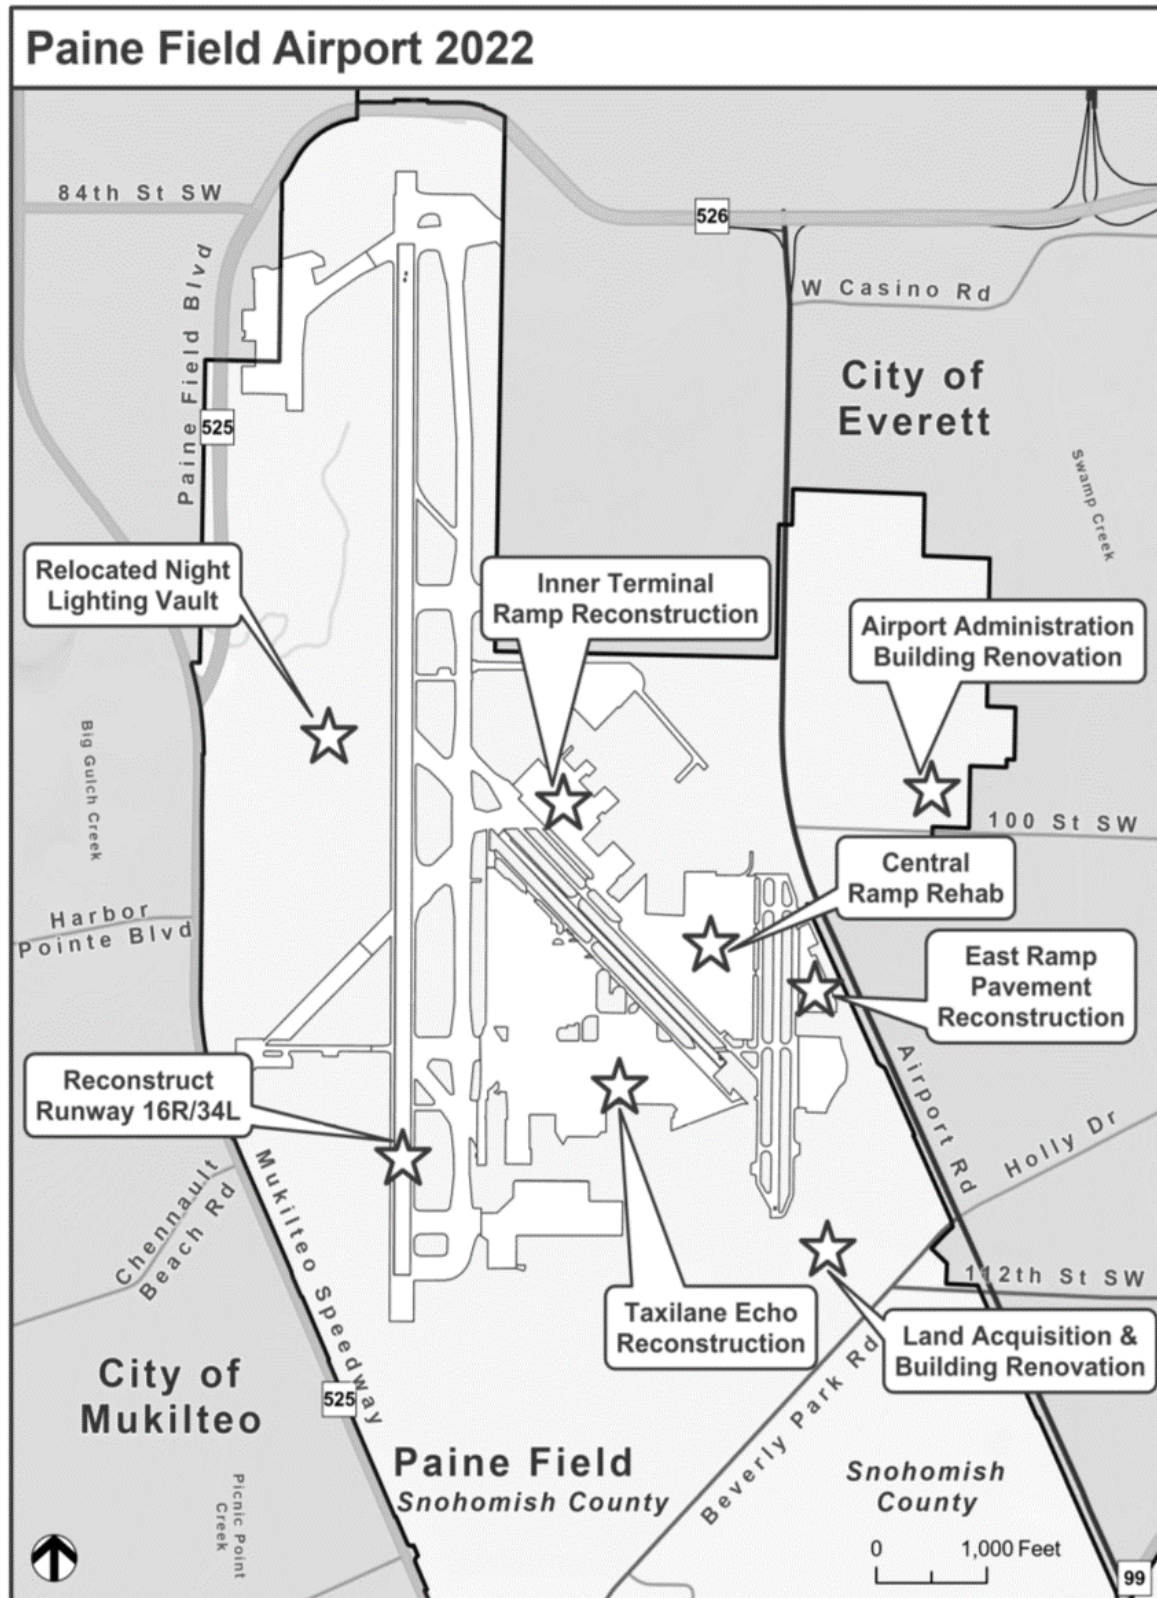 Paine Field Airport 2022
84th St SW
526
Paine Field Blvd
W Casino Rd
City of
Everett
525
Swamp Creek
Relocated Night
Lighting Vault
Inner Terminal
Ramp Reconstruction
Airport Administration
Building Renovation
Big Gulch Creek
100 St SW
Central
Ramp Rehab
Harbor
Pointe Blvd
East Ramp
Pavement
Reconstruction
Reconstruct
Runway 16R/34L
Airport Rd
Holly Dr
Chennault
Beach Rd
Mukilteo Speedway
112th St SW
Taxilane Echo
Reconstruction
Land Acquisition &
Building Renovation
City of
Mukilteo
525
Beverly Park Rd
Paine Field
Snohomish County
Snohomish
County
Picnic Point
Creek
0 1,000 Feet
99